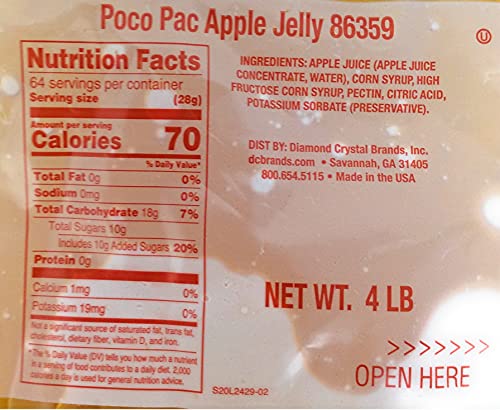 Poco Pac Apple Jelly 86359
U
Nutrition Facts
64 servings per container
Serving size (28g)
Amount per serving
Calories 70
% Daily Value*
Total Fat 0g 0%
Sodium 0mg 0%
Total Carbohydrate 18g 7%
Total Sugars 10g
Includes 10g Added Sugars 20%
Protein 0g
Calcium 1mg 0%
Potassium 19mg 0%
Not a significant source of saturated fat, trans fat,
cholesterol, dietary fiber, vitamin D, and iron.
*The % Daily Value (DV) tells you how much a nutrient
in a serving of food contributes to a daily diet. 2,000
calories a day is used for general nutrition advice.
INGREDIENTS: APPLE JUICE (APPLE JUICE
CONCENTRATE, WATER), CORN SYRUP, HIGH
FRUCTOSE CORN SYRUP, PECTIN, CITRIC ACID,
POTASSIUM SORBATE (PRESERVATIVE).
DIST BY: Diamond Crystal Brands, Inc.
dcbrands.com • Savannah, GA 31405
800.654.5115 • Made in the USA
NET WT. 4 LB
>>>>>>>
OPEN HERE
S20L2429-02